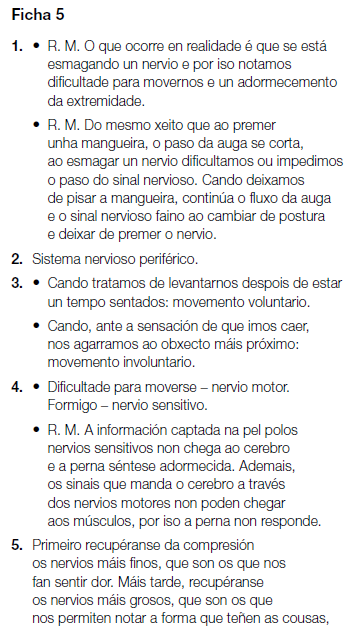 Ficha 5
1. • R. M. O que ocorre en realidade é que se está
esmagando un nervio e por iso notamos
dificultade para movernos e un adormecemento
da extremidade.
• R. M. Do mesmo xeito que ao premer
unha mangueira, o paso da auga se corta,
ao esmagar un nervio dificultamos ou impedimos
o paso do sinal nervioso. Cando deixamos
de pisar a mangueira, continúa o fluxo da auga
e o sinal nervioso faino ao cambiar de postura
e deixar de premer o nervio.
2. Sistema nervioso periférico.
3. • Cando tratamos de levantarnos despois de estar
un tempo sentados: movemento voluntario.
• Cando, ante a sensación de que imos caer,
nos agarramos ao obxecto máis próximo:
movemento involuntario.
4. • Dificultade para moverse – nervio motor.
Formigo – nervio sensitivo.
• R. M. A información captada na pel polos
nervios sensitivos non chega ao cerebro
e a perna séntese adormecida. Ademais,
os sinais que manda o cerebro a través
dos nervios motores non poden chegar
aos músculos, por iso a perna non responde.
5. Primeiro recupéranse da compresión
os nervios máis finos, que son os que nos
fan sentir dor. Máis tarde, recupéranse
os nervios máis grosos, que son os que
nos permiten notar a forma que teñen as cousas,